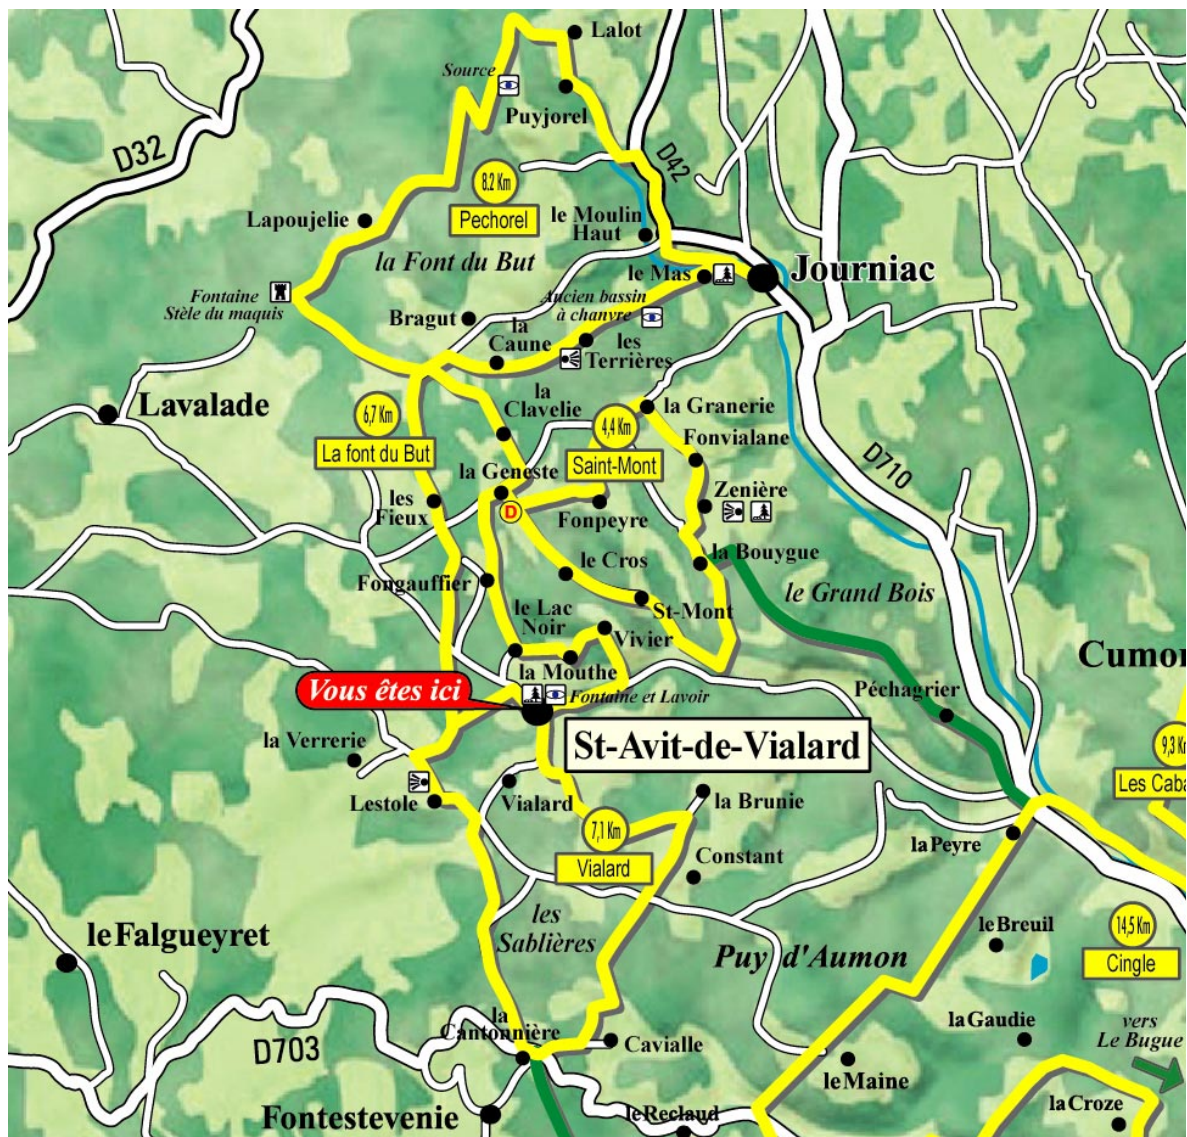 Lalot
Source
Puyjorel
D32
D42
8.2 Km
Pechorel
le Moulin
Haut
Lapoujelie
la Font du But
le Mas
Journiac
Fontaine
Stèle du maquis
Aucien bassin
à chanvre
Bragut
la
Caune
les
Terrières
Lavalade
6,7 Km
La font du But
la
Clavelie
4,4 Km
Saint-Mont
la Granerie
Fonvialane
D710
la Geneste
les
Fieux
D
Fonpeyre
Zenière
la Bouygue
le Cros
Fongauffier
le Grand Bois
St-Mont
le Lac
Noir
Vivier
la Mouthe
Cumon
Vous êtes ici
Fontaine et Lavoir
Péchagrier
St-Avit-de-Vialard
la Verrerie
9,3 K
Les Caba
Lestole
Vialard
la Brunie
7,1 Km
Vialard
la Peyre
Constant
les
Sablières
le Falgueyret
Puy d'Aumon
le Breuil
14,5 Km
Cingle
la
Cantonnière
D703
Cavialle
la Gaudie
vers
Le Bugue
le Maine
Fontestevenie
le Reclaud
la Croze